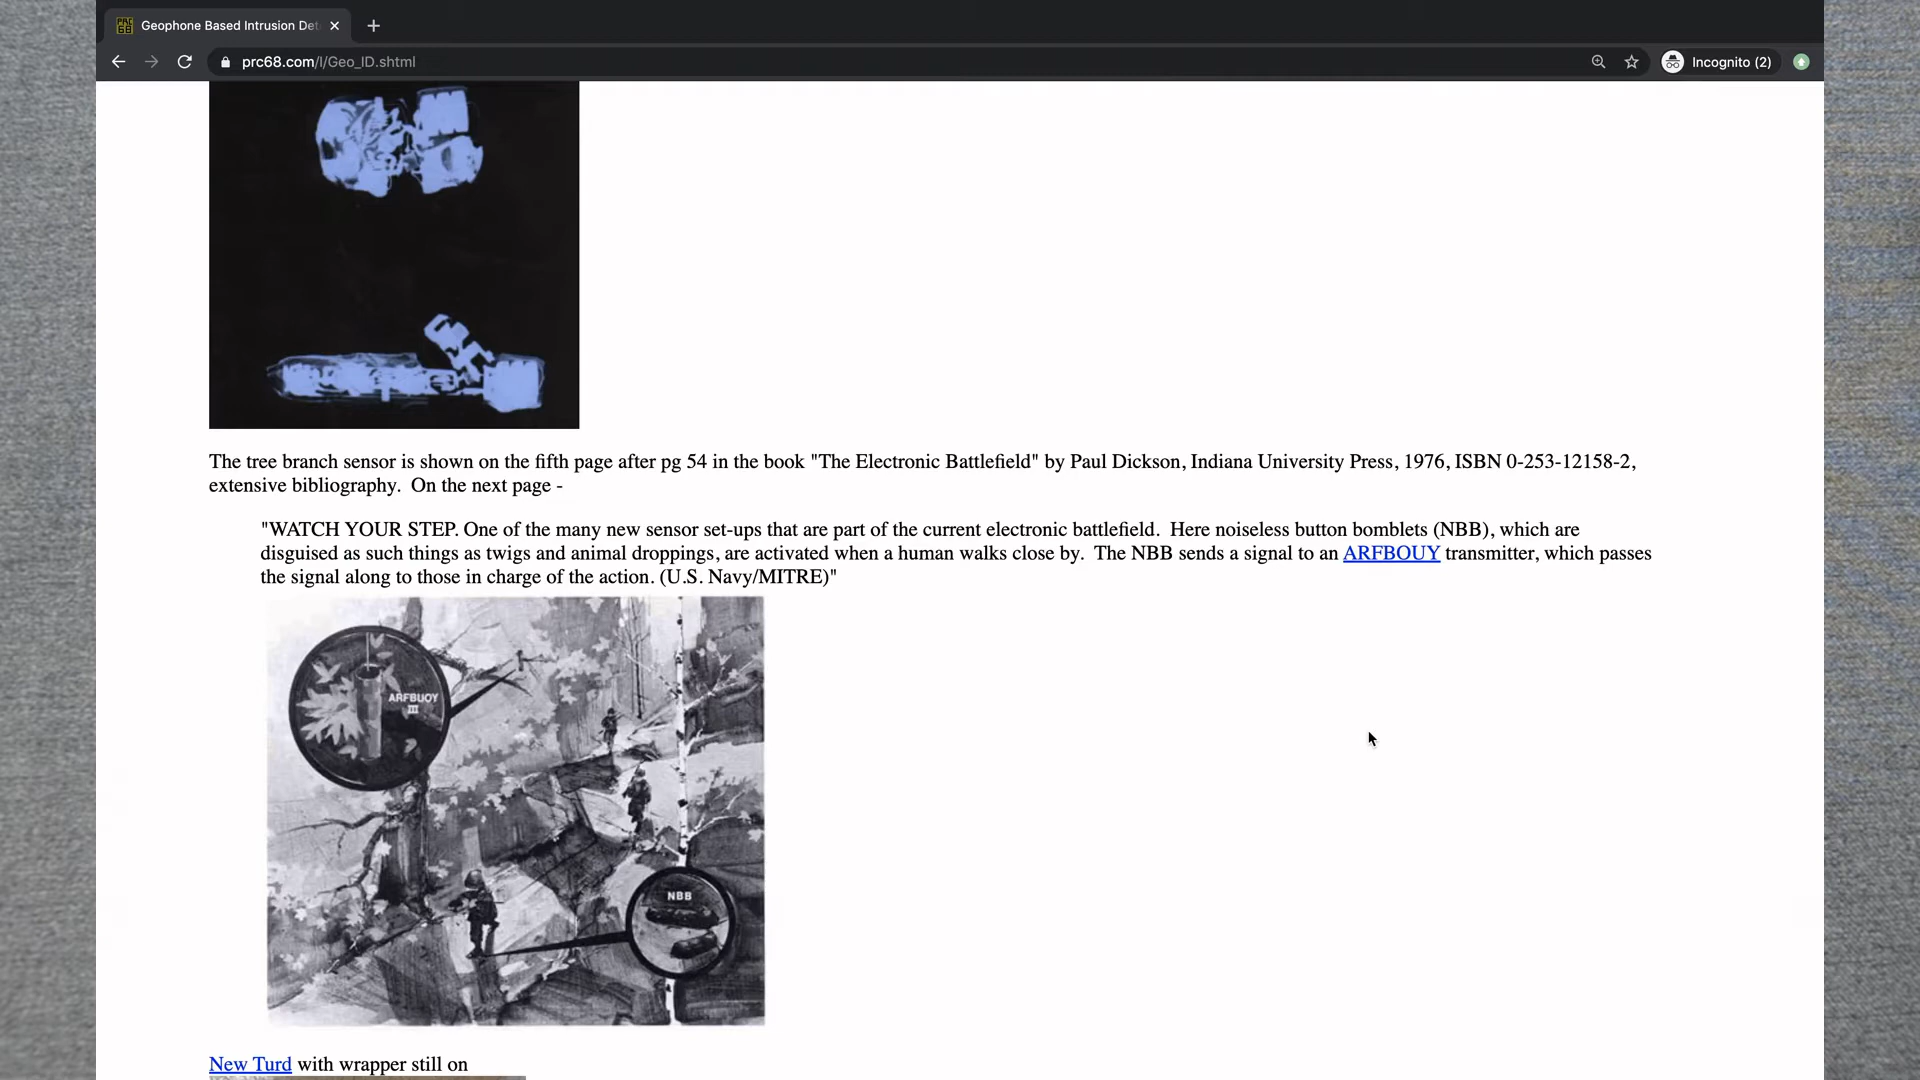 Geophone Based Intrusion Det
prc68.com/l/Geo_ID.shtml
Incognito (2)
The tree branch sensor is shown on the fifth page after pg 54 in the book "The Electronic Battlefield" by Paul Dickson, Indiana University Press, 1976, ISBN 0-253-12158-2,
extensive bibliography.  On the next page -
"WATCH YOUR STEP. One of the many new sensor set-ups that are part of the current electronic battlefield.  Here noiseless button bomblets (NBB), which are
disguised as such things as twigs and animal droppings, are activated when a human walks close by.  The NBB sends a signal to an ARFBOUY transmitter, which passes
the signal along to those in charge of the action. (U.S. Navy/MITRE)"
ARFBUOY
III
NBB
New Turd with wrapper still on